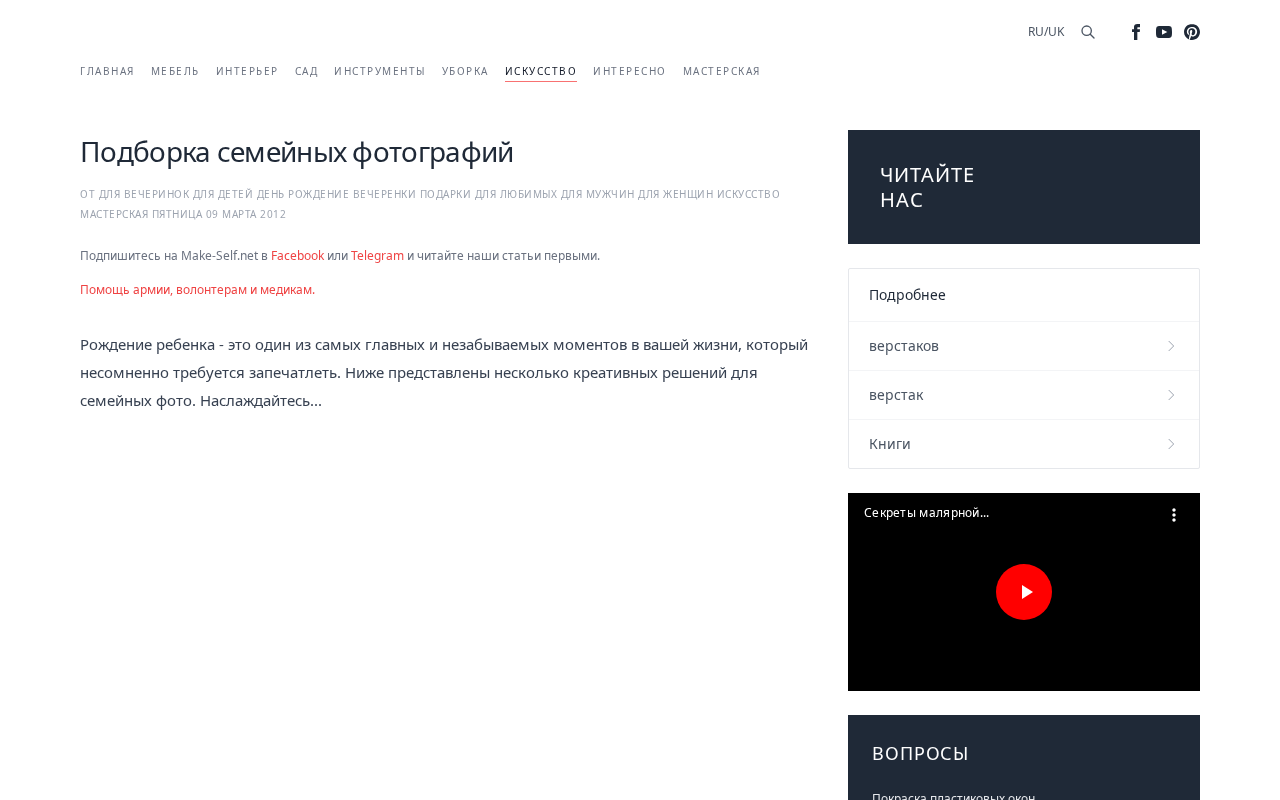 RU/UK
ГЛАВНАЯ МЕБЕЛЬ ИНТЕРЬЕР САД ИНСТРУМЕНТЫ УБОРКА ИСКУССТВО ИНТЕРЕСНО МАСТЕРСКАЯ
Подборка семейных фотографий
ОТ ДЛЯ ВЕЧЕРИНОК ДЛЯ ДЕТЕЙ ДЕНЬ РОЖДЕНИЕ ВЕЧЕРЕНКИ ПОДАРКИ ДЛЯ ЛЮБИМЫХ ДЛЯ МУЖЧИН ДЛЯ ЖЕНЩИН ИСКУССТВО
МАСТЕРСКАЯ ПЯТНИЦА 09 МАРТА 2012
Подпишитесь на Make-Self.net в Facebook или Telegram и читайте наши статьи первыми.
Помощь армии, волонтерам и медикам.
Рождение ребенка - это один из самых главных и незабываемых моментов в вашей жизни, который
несомненно требуется запечатлеть. Ниже представлены несколько креативных решений для
семейных фото. Наслаждайтесь...
ЧИТАЙТЕ
НАС
Подробнее
верстаков
верстак
Книги
Секреты малярной...
ВОПРОСЫ
Покраска пластиковых окон